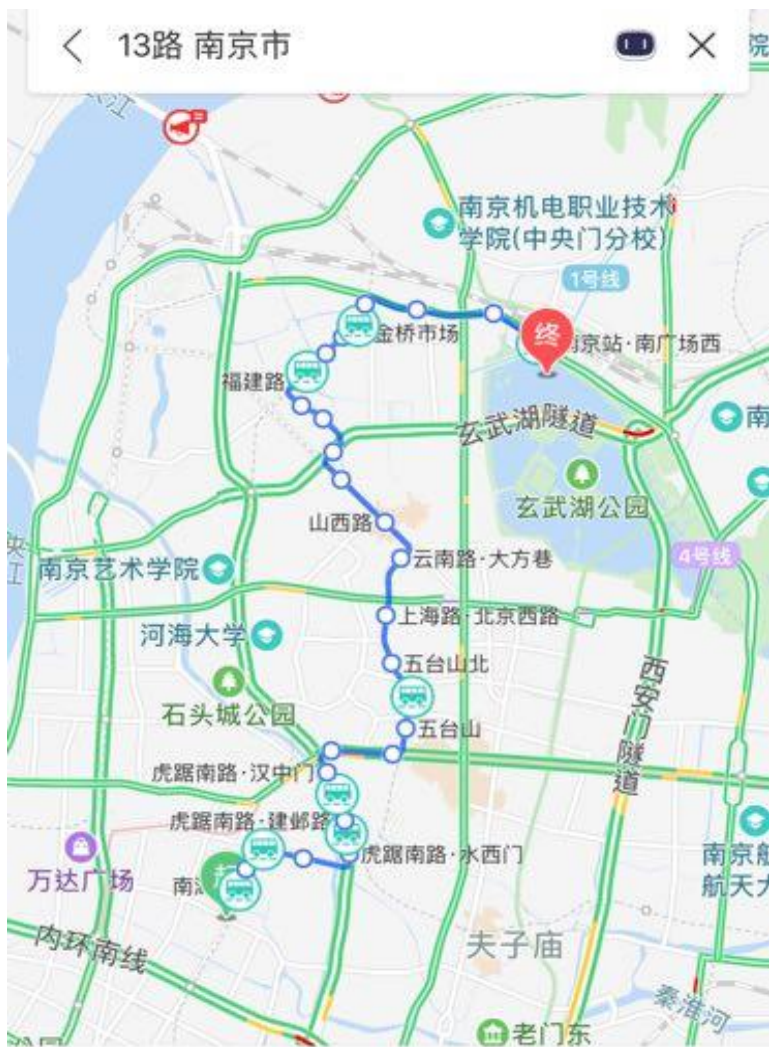 13路 南京市
院
长江
南京机电职业技术
学院(中央门分校)
1号线
终
金桥市场
南京站·南广场西
福建路
玄武湖隧道
南
玄武湖公园
山西路
云南路·大方巷
4号线
南京艺术学院
上海路·北京西路
河海大学
五台山北
西安门隧道
石头城公园
五台山
虎踞南路·汉中门
虎踞南路·建邺路
虎踞南路·水西门
南京航
航天大
万达广场
起
内环南线
夫子庙
秦淮河
老门东
公园